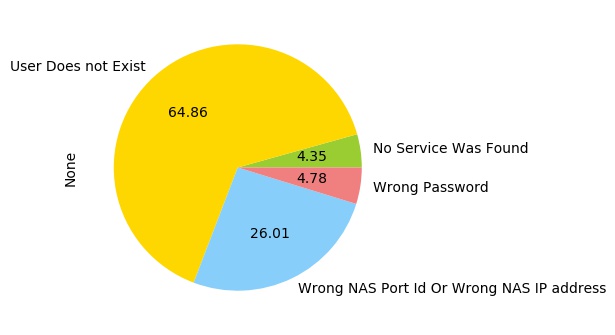 User Does not Exist
64.86
4.35
No Service Was Found
None
4.78
Wrong Password
26.01
Wrong NAS Port Id Or Wrong NAS IP address